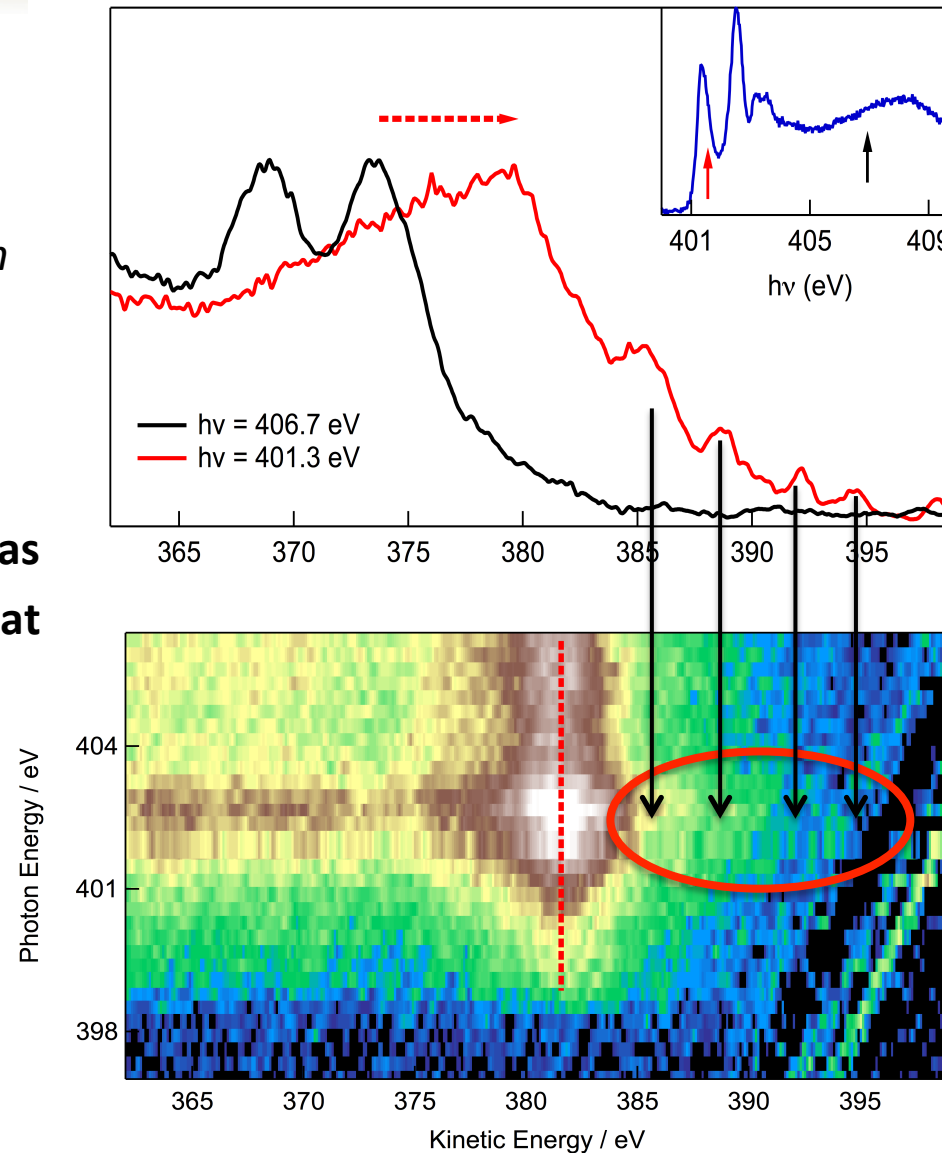 n
as
at
401 405 409
hν (eV)
hν = 406.7 eV
hν = 401.3 eV
365 370 375 380 385 390 395
404
401
398
Photon Energy / eV
365 370 375 380 385 390 395
Kinetic Energy / eV